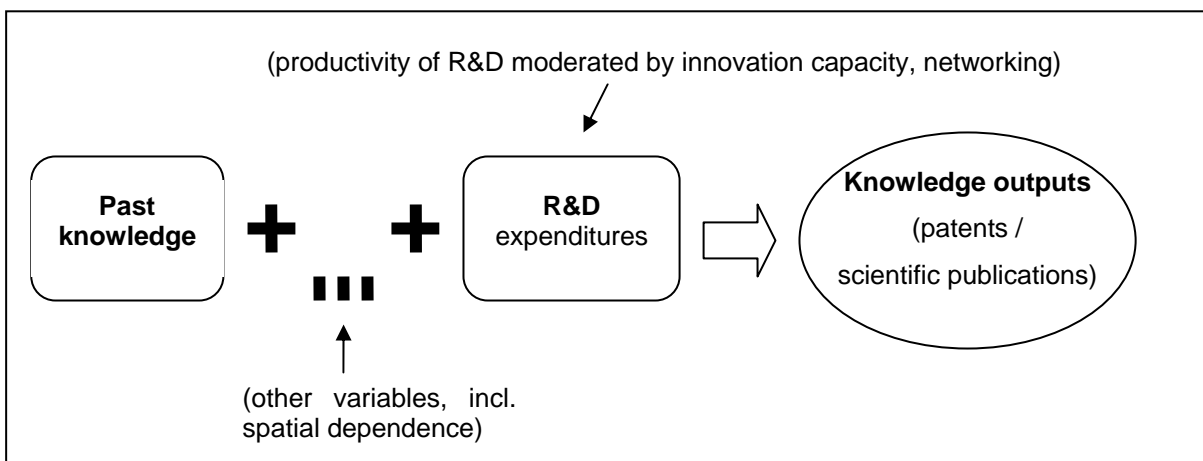 (productivity of R&D moderated by innovation capacity, networking)
Past
knowledge
+
...
+
R&D
expenditures
Knowledge outputs
(patents /
scientific publications)
(other variables, incl.
spatial dependence)